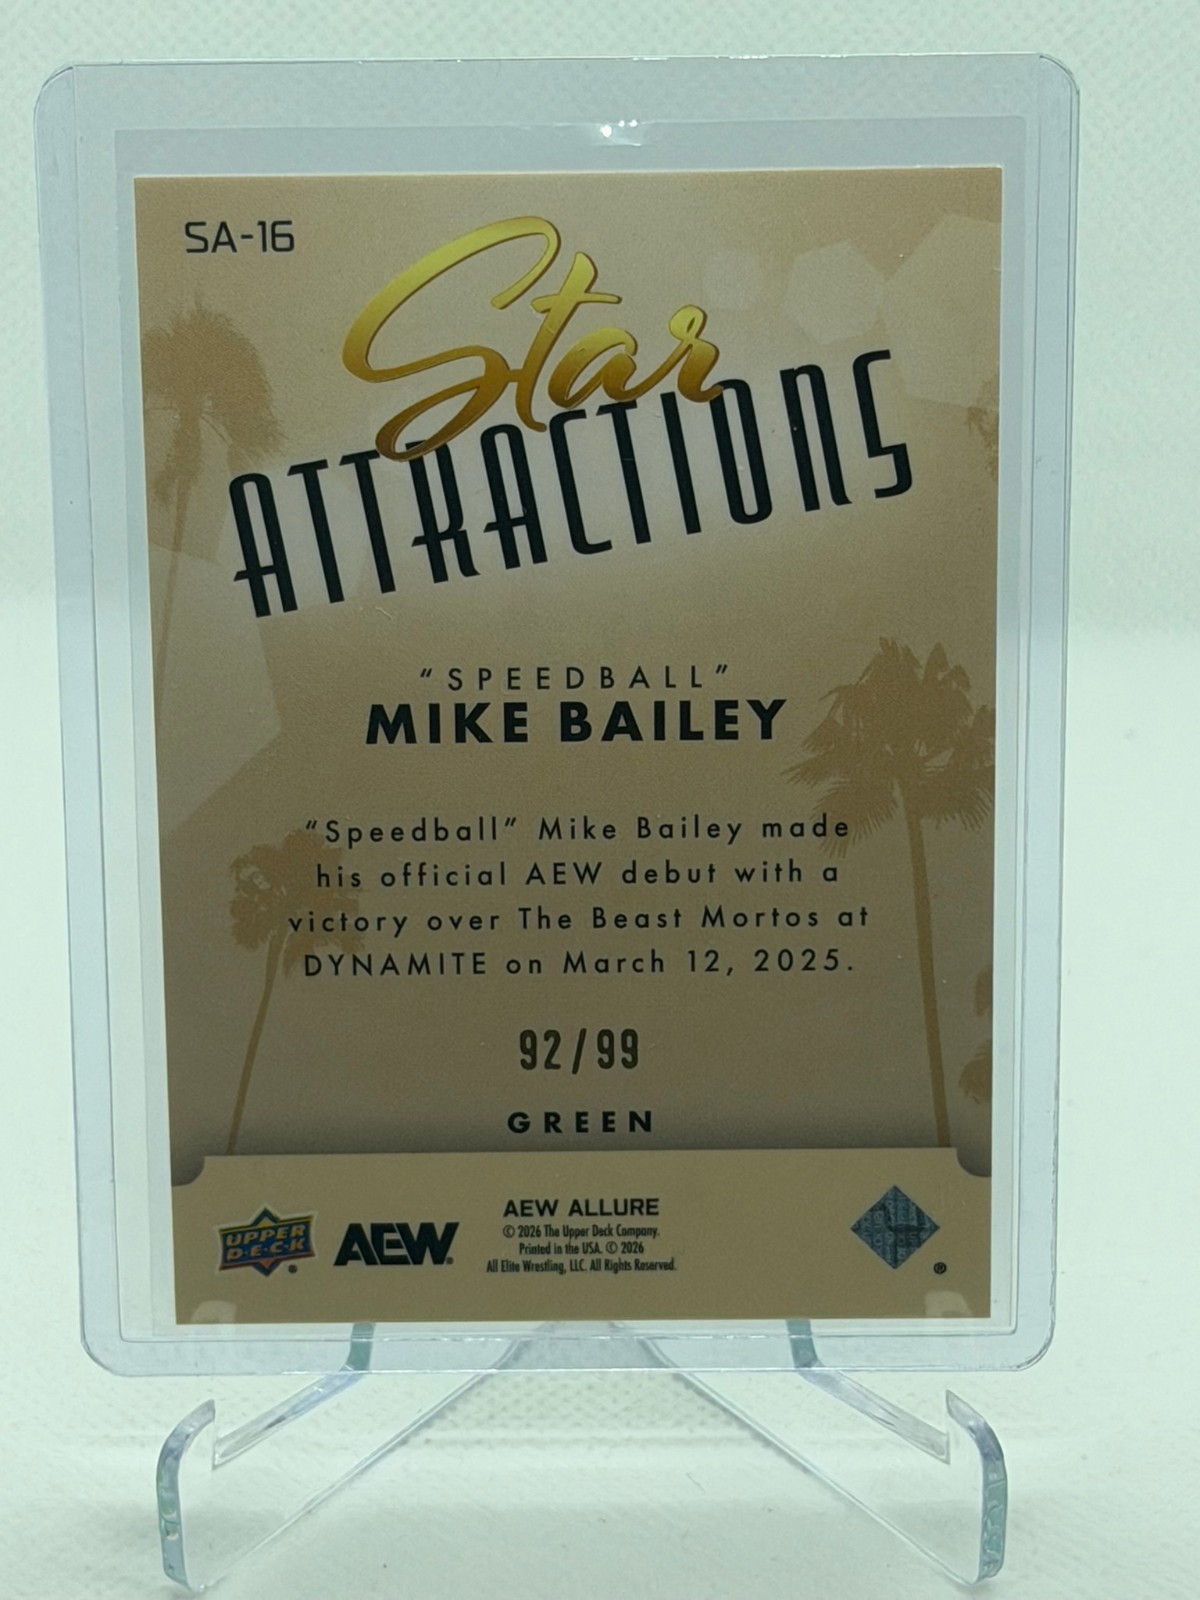 SA-16
Star
ATTRACTIONS
"SPEEDBALL"
MIKE BAILEY
"Speedball" Mike Bailey made
his official AEW debut with a
victory over The Beast Mortos at
DYNAMITE on March 12, 2025.
92/99
GREEN
UPPER
D·E·C·K
®
AEW
AEW ALLURE
© 2026 The Upper Deck Company.
Printed in the USA. © 2026
All Elite Wrestling, LLC. All Rights Reserved.
®